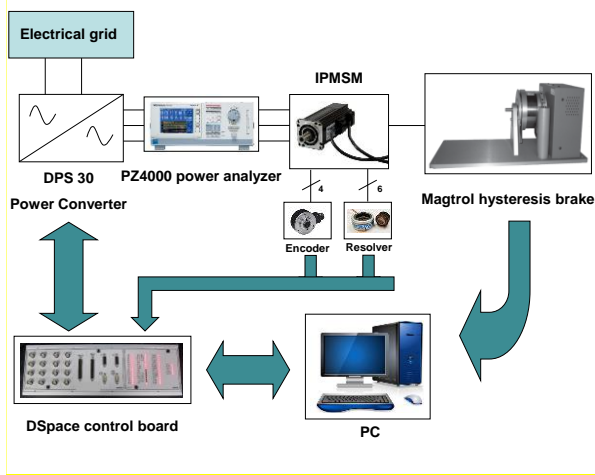 Electrical grid
IPMSM
DPS 30
Power Converter
PZ4000 power analyzer
4
6
Encoder
Resolver
Magtrol hysteresis brake
DSpace control board
PC